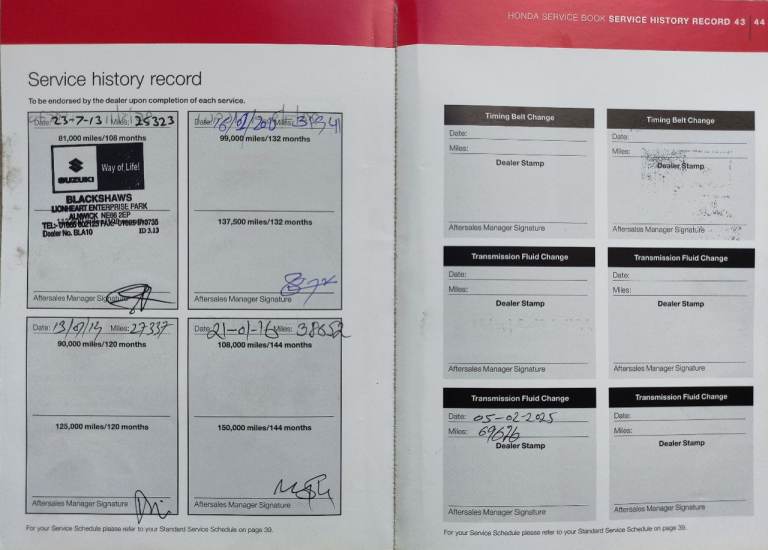 HONDA SERVICE BOOK SERVICE HISTORY RECORD 43 | 44
Service history record
To be endorsed by the dealer upon completion of each service.
Date: 23-7-13 Miles: 25323
81,000 miles/108 months
SUZUKI
Way of Life!
BLACKSHAWS
LIONHEART ENTERPRISE PARK
ALNWICK NE66 2EP
Dealer No. BLA10 ID 3.13
Aftersales Manager Signature
Date: Miles:
99,000 miles/132 months
137,500 miles/132 months
Aftersales Manager Signature
Date: Miles: 27337
90,000 miles/120 months
125,000 miles/120 months
Aftersales Manager Signature
Date: 21-01-16 Miles: 38652
108,000 miles/144 months
150,000 miles/144 months
Aftersales Manager Signature
For your Service Schedule please refer to your Standard Service Schedule on page 39.
Timing Belt Change
Date:
Miles:
Dealer Stamp
Aftersales Manager Signature
Timing Belt Change
Date:
Miles:
Dealer Stamp
Aftersales Manager Signature
Transmission Fluid Change
Date:
Miles:
Dealer Stamp
Aftersales Manager Signature
Transmission Fluid Change
Date:
Miles:
Dealer Stamp
Aftersales Manager Signature
Transmission Fluid Change
Date: 05-02-2025
Miles: 69676
Dealer Stamp
Aftersales Manager Signature
Transmission Fluid Change
Date:
Miles:
Dealer Stamp
Aftersales Manager Signature
For your Service Schedule please refer to your Standard Service Schedule on page 39.